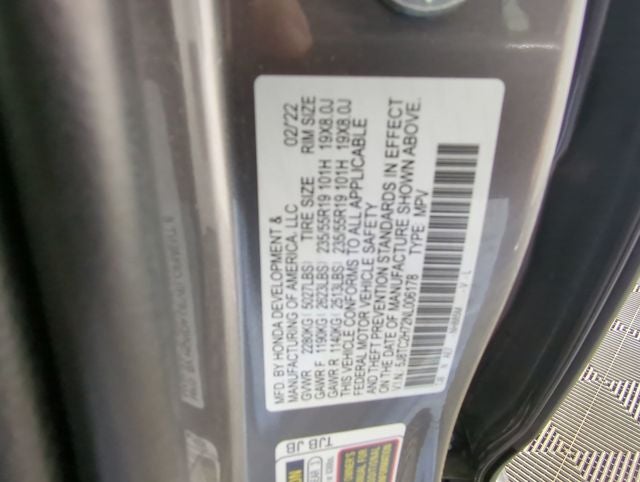 MFD. BY HONDA DEVELOPMENT & 02/22
MANUFACTURING OF AMERICA, LLC
GVWR 2280KG ( 5027LBS) TIRE SIZE RIM SIZE
GAWR F 1190KG ( 2623LBS) 235/55R19 101H 19X8.0J
GAWR R 1140KG ( 2513LBS) 235/55R19 101H 19X8.0J
THIS VEHICLE CONFORMS TO ALL APPLICABLE
FEDERAL MOTOR VEHICLE SAFETY
AND THEFT PREVENTION STANDARDS IN EFFECT
ON THE DATE OF MANUFACTURE SHOWN ABOVE.
V.I.N.: 5J8TC2H72NL006178 TYPE: MPV
V L
TJB JB